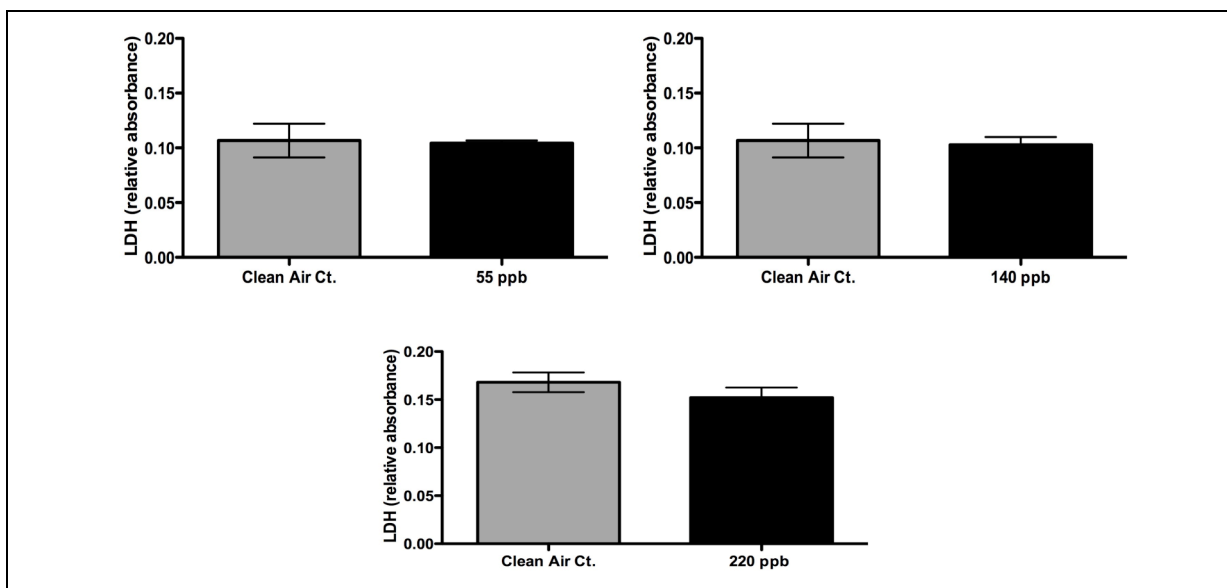 LDH (relative absorbance)
0.20
0.15
0.10
0.05
0.00
Clean Air Ct.
55 ppb
LDH (relative absorbance)
0.20
0.15
0.10
0.05
0.00
Clean Air Ct.
140 ppb
LDH (relative absorbance)
0.20
0.15
0.10
0.05
0.00
Clean Air Ct.
220 ppb